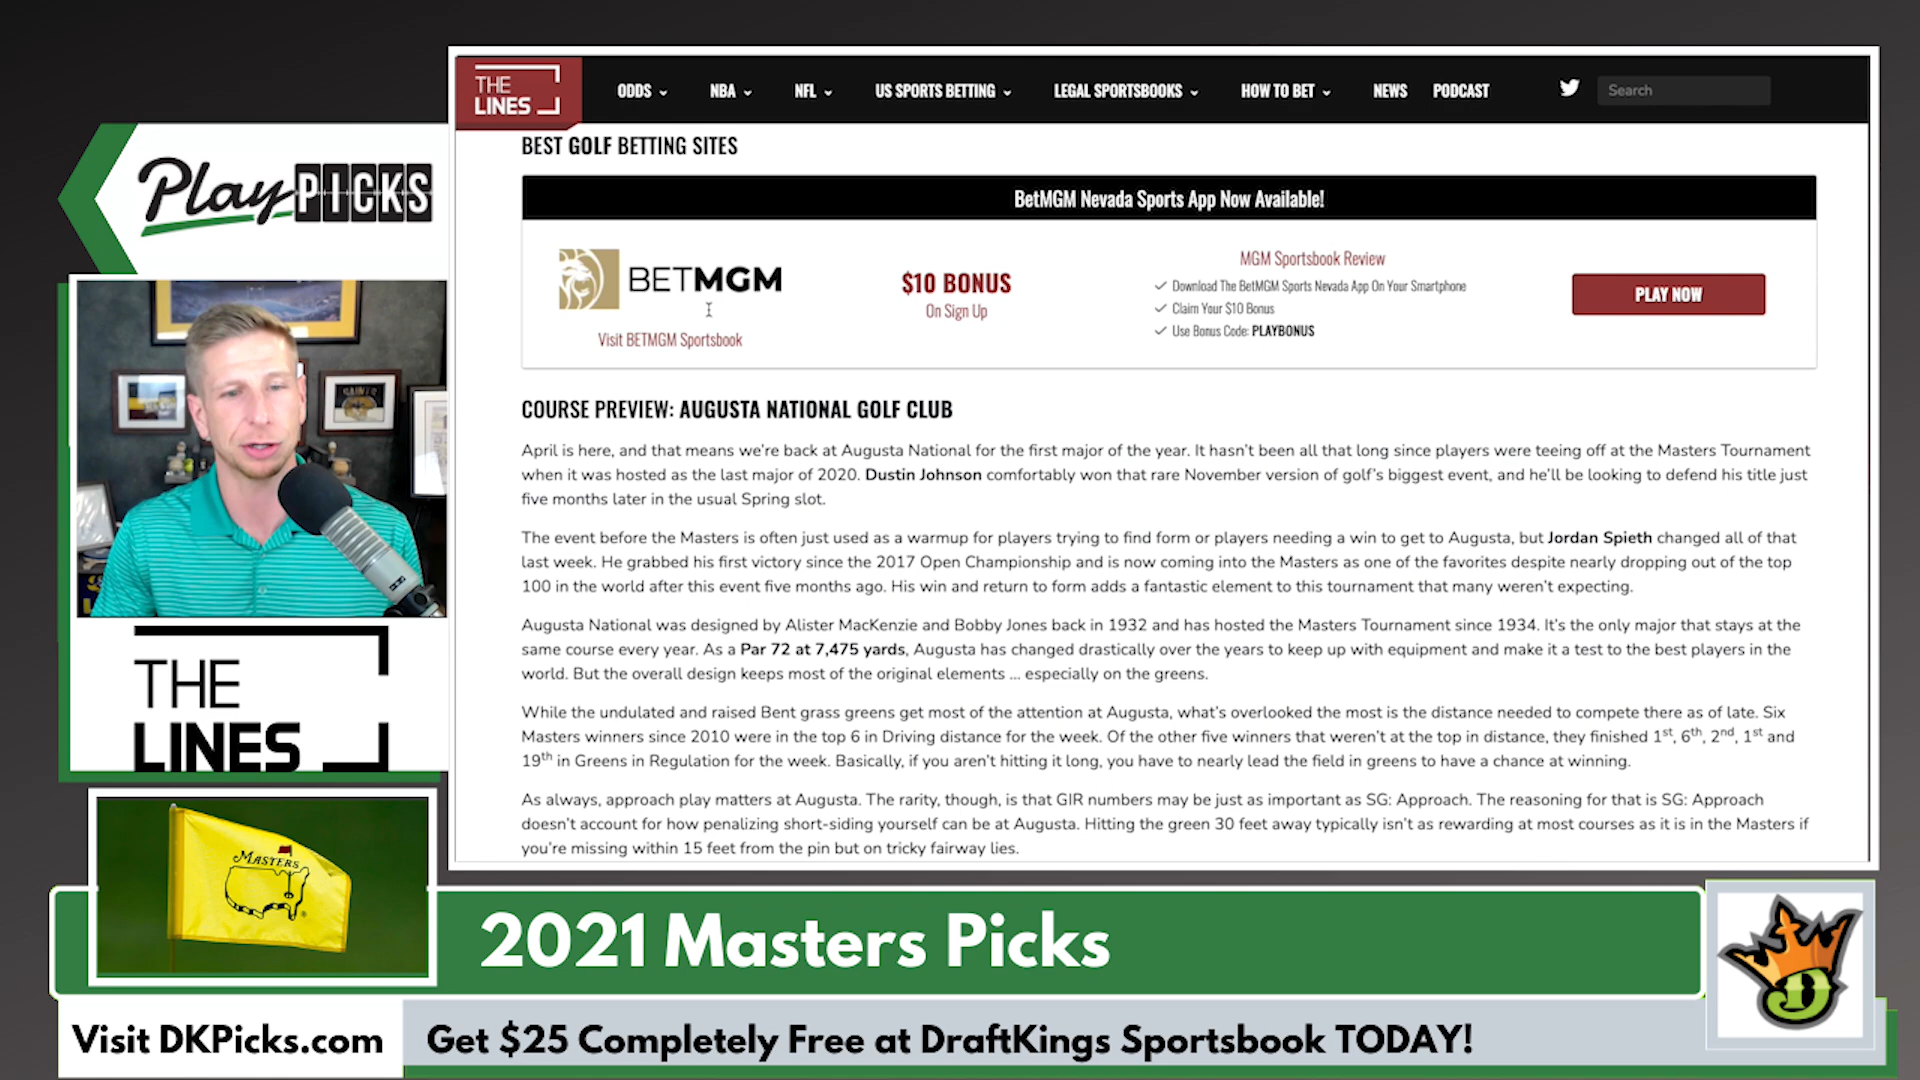 THE
LINES
ODDS
NBA
NFL
US SPORTS BETTING
LEGAL SPORTSBOOKS
HOW TO BET
NEWS
PODCAST
Search
BEST GOLF BETTING SITES
BetMGM Nevada Sports App Now Available!
BETMGM
Visit BETMGM Sportsbook
$10 BONUS
On Sign Up
MGM Sportsbook Review
Download The BetMGM Sports Nevada App On Your Smartphone
Claim Your $10 Bonus
Use Bonus Code: PLAYBONUS
PLAY NOW
COURSE PREVIEW: AUGUSTA NATIONAL GOLF CLUB
April is here, and that means we're back at Augusta National for the first major of the year. It hasn't been all that long since players were teeing off at the Masters Tournament
when it was hosted as the last major of 2020. Dustin Johnson comfortably won that rare November version of golf's biggest event, and he'll be looking to defend his title just
five months later in the usual Spring slot.
The event before the Masters is often just used as a warmup for players trying to find form or players needing a win to get to Augusta, but Jordan Spieth changed all of that
last week. He grabbed his first victory since the 2017 Open Championship and is now coming into the Masters as one of the favorites despite nearly dropping out of the top
100 in the world after this event five months ago. His win and return to form adds a fantastic element to this tournament that many weren't expecting.
Augusta National was designed by Alister MacKenzie and Bobby Jones back in 1932 and has hosted the Masters Tournament since 1934. It's the only major that stays at the
same course every year. As a Par 72 at 7,475 yards, Augusta has changed drastically over the years to keep up with equipment and make it a test to the best players in the
world. But the overall design keeps most of the original elements ... especially on the greens.
While the undulated and raised Bent grass greens get most of the attention at Augusta, what's overlooked the most is the distance needed to compete there as of late. Six
Masters winners since 2010 were in the top 6 in Driving distance for the week. Of the other five winners that weren't at the top in distance, they finished 1st, 6th, 2nd, 1st and
19th in Greens in Regulation for the week. Basically, if you aren't hitting it long, you have to nearly lead the field in greens to have a chance at winning.
As always, approach play matters at Augusta. The rarity, though, is that GIR numbers may be just as important as SG: Approach. The reasoning for that is SG: Approach
doesn't account for how penalizing short-siding yourself can be at Augusta. Hitting the green 30 feet away typically isn't as rewarding at most courses as it is in the Masters if
you're missing within 15 feet from the pin but on tricky fairway lies.
Play PICKS
SAINTS
THE
LINES
MASTERS
2021 Masters Picks
D
Visit DKPicks.com
Get $25 Completely Free at DraftKings Sportsbook TODAY!